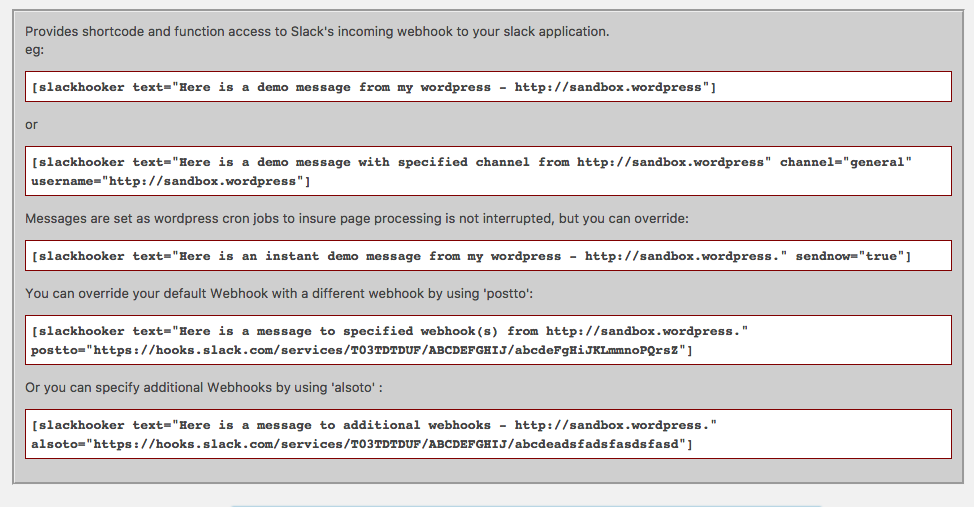 Provides shortcode and function access to Slack's incoming webhook to your slack application.
eg:
[slackhooker text="Here is a demo message from my wordpress - http://sandbox.wordpress"]
or
[slackhooker text="Here is a demo message with specified channel from http://sandbox.wordpress" channel="general"
username="http://sandbox.wordpress"]
Messages are set as wordpress cron jobs to insure page processing is not interrupted, but you can override:
[slackhooker text="Here is an instant demo message from my wordpress - http://sandbox.wordpress." sendnow="true"]
You can override your default Webhook with a different webhook by using 'postto':
[slackhooker text="Here is a message to specified webhook(s) from http://sandbox.wordpress."
postto="https://hooks.slack.com/services/T03TDTDUF/ABCDEFGHIJ/abcdeFgHiJKLmmnoPQrsZ"]
Or you can specify additional Webhooks by using 'alsoto' :
[slackhooker text="Here is a message to additional webhooks - http://sandbox.wordpress."
alsoto="https://hooks.slack.com/services/T03TDTDUF/ABCDEFGHIJ/abcdeadsfadsfasdsfasd"]